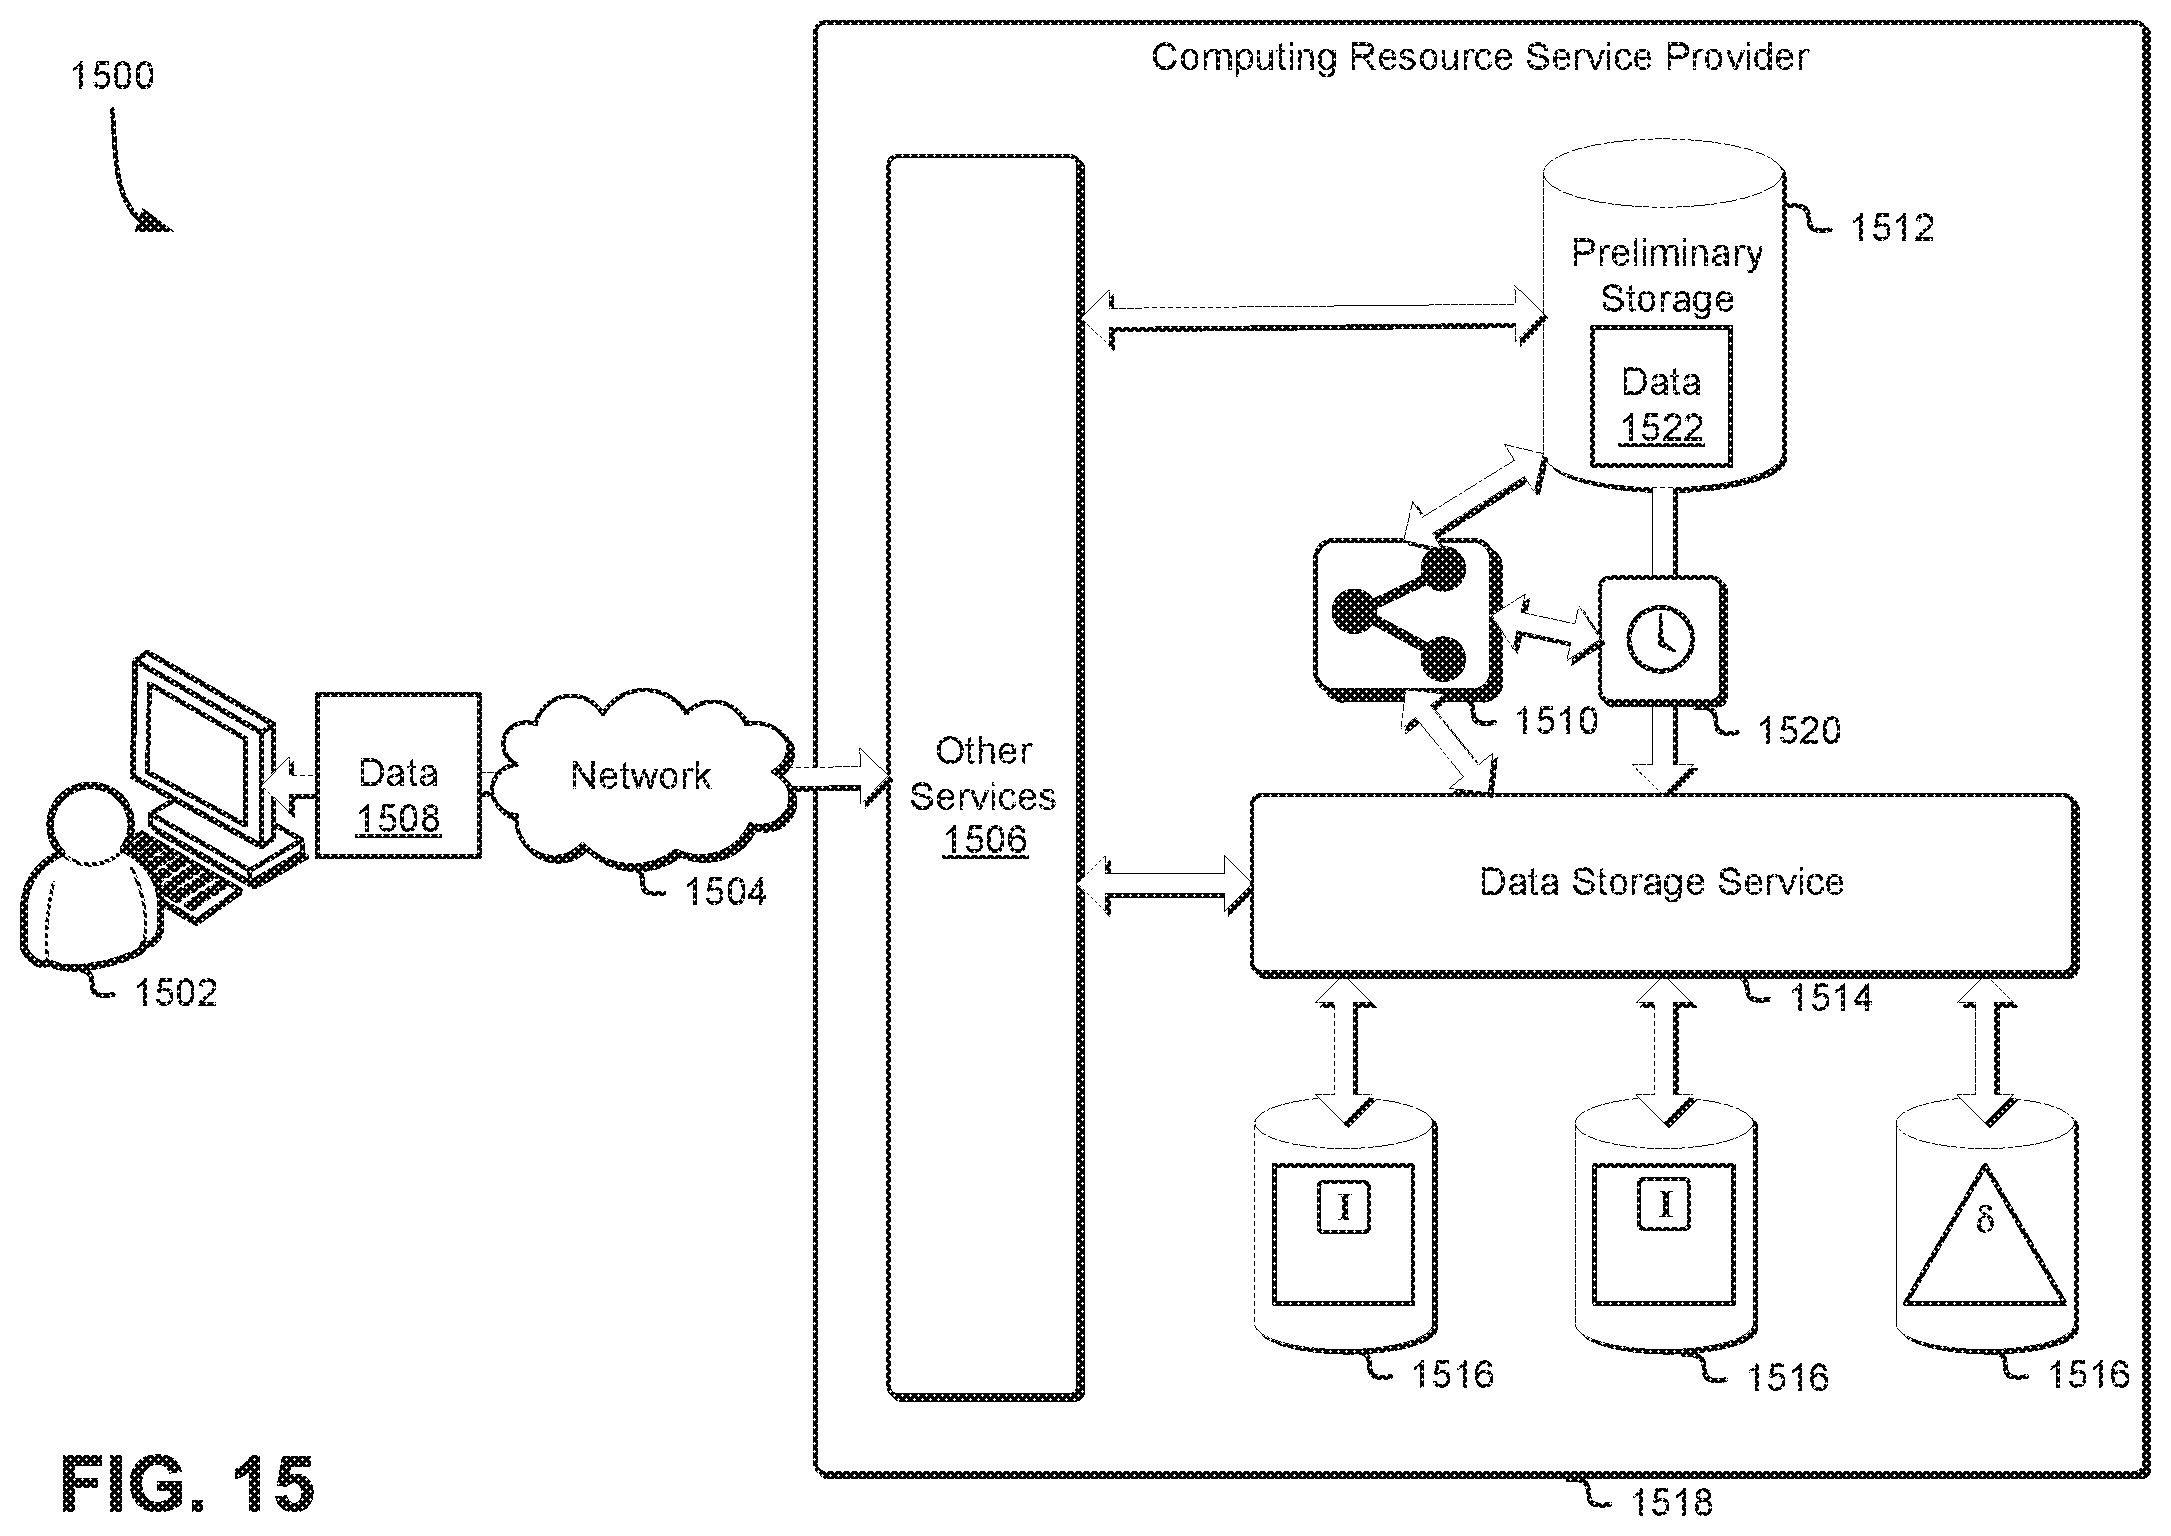 1500
Computing Resource Service Provider
1512
Preliminary
Storage
Data
1522
1510
1520
Other
Services
1506
Data
1508
Network
1504
1502
Data Storage Service
1514
I
I
δ
1516
1516
1516
FIG. 15
1518